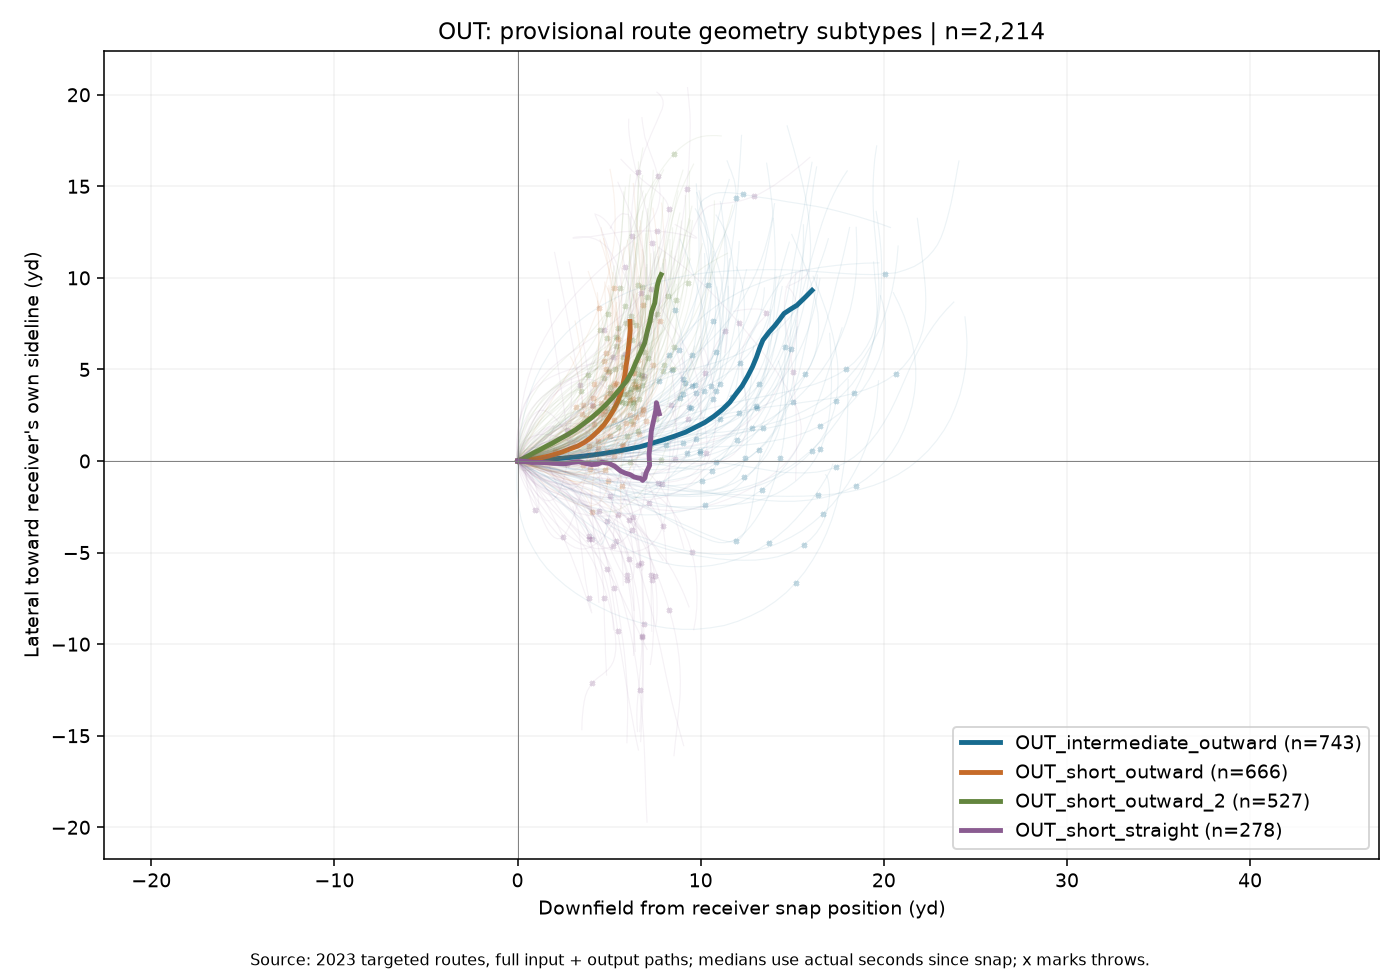 OUT: provisional route geometry subtypes | n=2,214
Lateral toward receiver's own sideline (yd)
20
15
10
5
0
−5
−10
−15
−20
OUT_intermediate_outward (n=743)
OUT_short_outward (n=666)
OUT_short_outward_2 (n=527)
OUT_short_straight (n=278)
−20
−10
0
10
20
30
40
Downfield from receiver snap position (yd)
Source: 2023 targeted routes, full input + output paths; medians use actual seconds since snap; x marks throws.